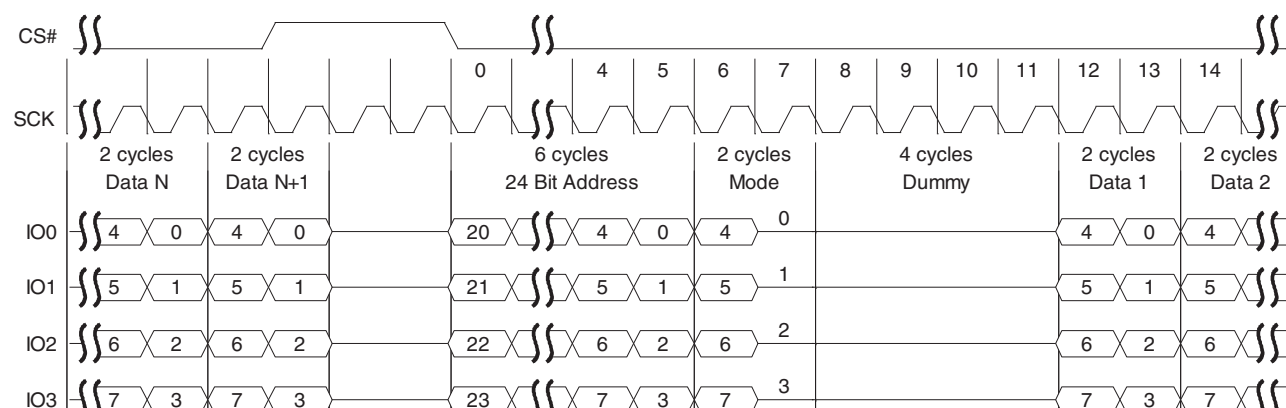 CS#
0 4 5 6 7 8 9 10 11 12 13 14
SCK
2 cycles 2 cycles 6 cycles 2 cycles 4 cycles 2 cycles 2 cycles
Data N Data N+1 24 Bit Address Mode Dummy Data 1 Data 2
IO0 4 0 4 0 20 4 0 4 0 4 0 4
IO1 5 1 5 1 21 5 1 5 1 5 1 5
IO2 6 2 6 2 22 6 2 6 2 6 2 6
IO3 7 3 7 3 23 7 3 7 3 7 3 7